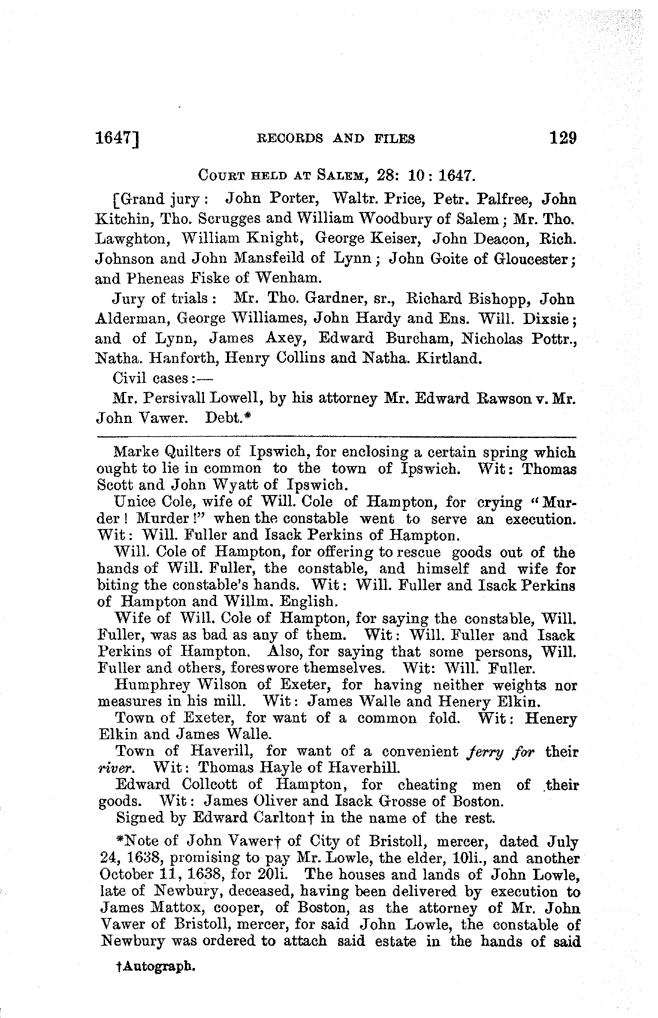 1647] RECORDS AND FILES 129
COURT HELD AT SALEM, 28: 10: 1647.
[Grand jury: John Porter, Waltr. Price, Petr. Palfree, John
Kitchin, Tho. Scrugges and William Woodbury of Salem; Mr. Tho.
Lawghton, William Knight, George Keiser, John Deacon, Rich.
Johnson and John Mansfeild of Lynn; John Goite of Gloucester;
and Pheneas Fiske of Wenham.
Jury of trials: Mr. Tho. Gardner, sr., Richard Bishopp, John
Alderman, George Williames, John Hardy and Ens. Will. Dixsie;
and of Lynn, James Axey, Edward Burcham, Nicholas Pottr.,
Natha. Hanforth, Henry Collins and Natha. Kirtland.
Civil cases:—
Mr. Persivall Lowell, by his attorney Mr. Edward Rawson v. Mr.
John Vawer. Debt.*
Marke Quilters of Ipswich, for enclosing a certain spring which
ought to lie in common to the town of Ipswich. Wit: Thomas
Scott and John Wyatt of Ipswich.
Unice Cole, wife of Will. Cole of Hampton, for crying "Mur-
der! Murder!" when the constable went to serve an execution.
Wit: Will. Fuller and Isack Perkins of Hampton.
Will. Cole of Hampton, for offering to rescue goods out of the
hands of Will. Fuller, the constable, and himself and wife for
biting the constable's hands. Wit: Will. Fuller and Isack Perkins
of Hampton and Willm. English.
Wife of Will. Cole of Hampton, for saying the constable, Will.
Fuller, was as bad as any of them. Wit: Will. Fuller and Isack
Perkins of Hampton. Also, for saying that some persons, Will.
Fuller and others, foreswore themselves. Wit: Will. Fuller.
Humphrey Wilson of Exeter, for having neither weights nor
measures in his mill. Wit: James Walle and Henery Elkin.
Town of Exeter, for want of a common fold. Wit: Henery
Elkin and James Walle.
Town of Haverill, for want of a convenient ferry for their
river. Wit: Thomas Hayle of Haverhill.
Edward Collcott of Hampton, for cheating men of their
goods. Wit: James Oliver and Isack Grosse of Boston.
Signed by Edward Carlton† in the name of the rest.
*Note of John Vawer† of City of Bristoll, mercer, dated July
24, 1638, promising to pay Mr. Lowle, the elder, 10li., and another
October 11, 1638, for 20li. The houses and lands of John Lowle,
late of Newbury, deceased, having been delivered by execution to
James Mattox, cooper, of Boston, as the attorney of Mr. John
Vawer of Bristoll, mercer, for said John Lowle, the constable of
Newbury was ordered to attach said estate in the hands of said
†Autograph.